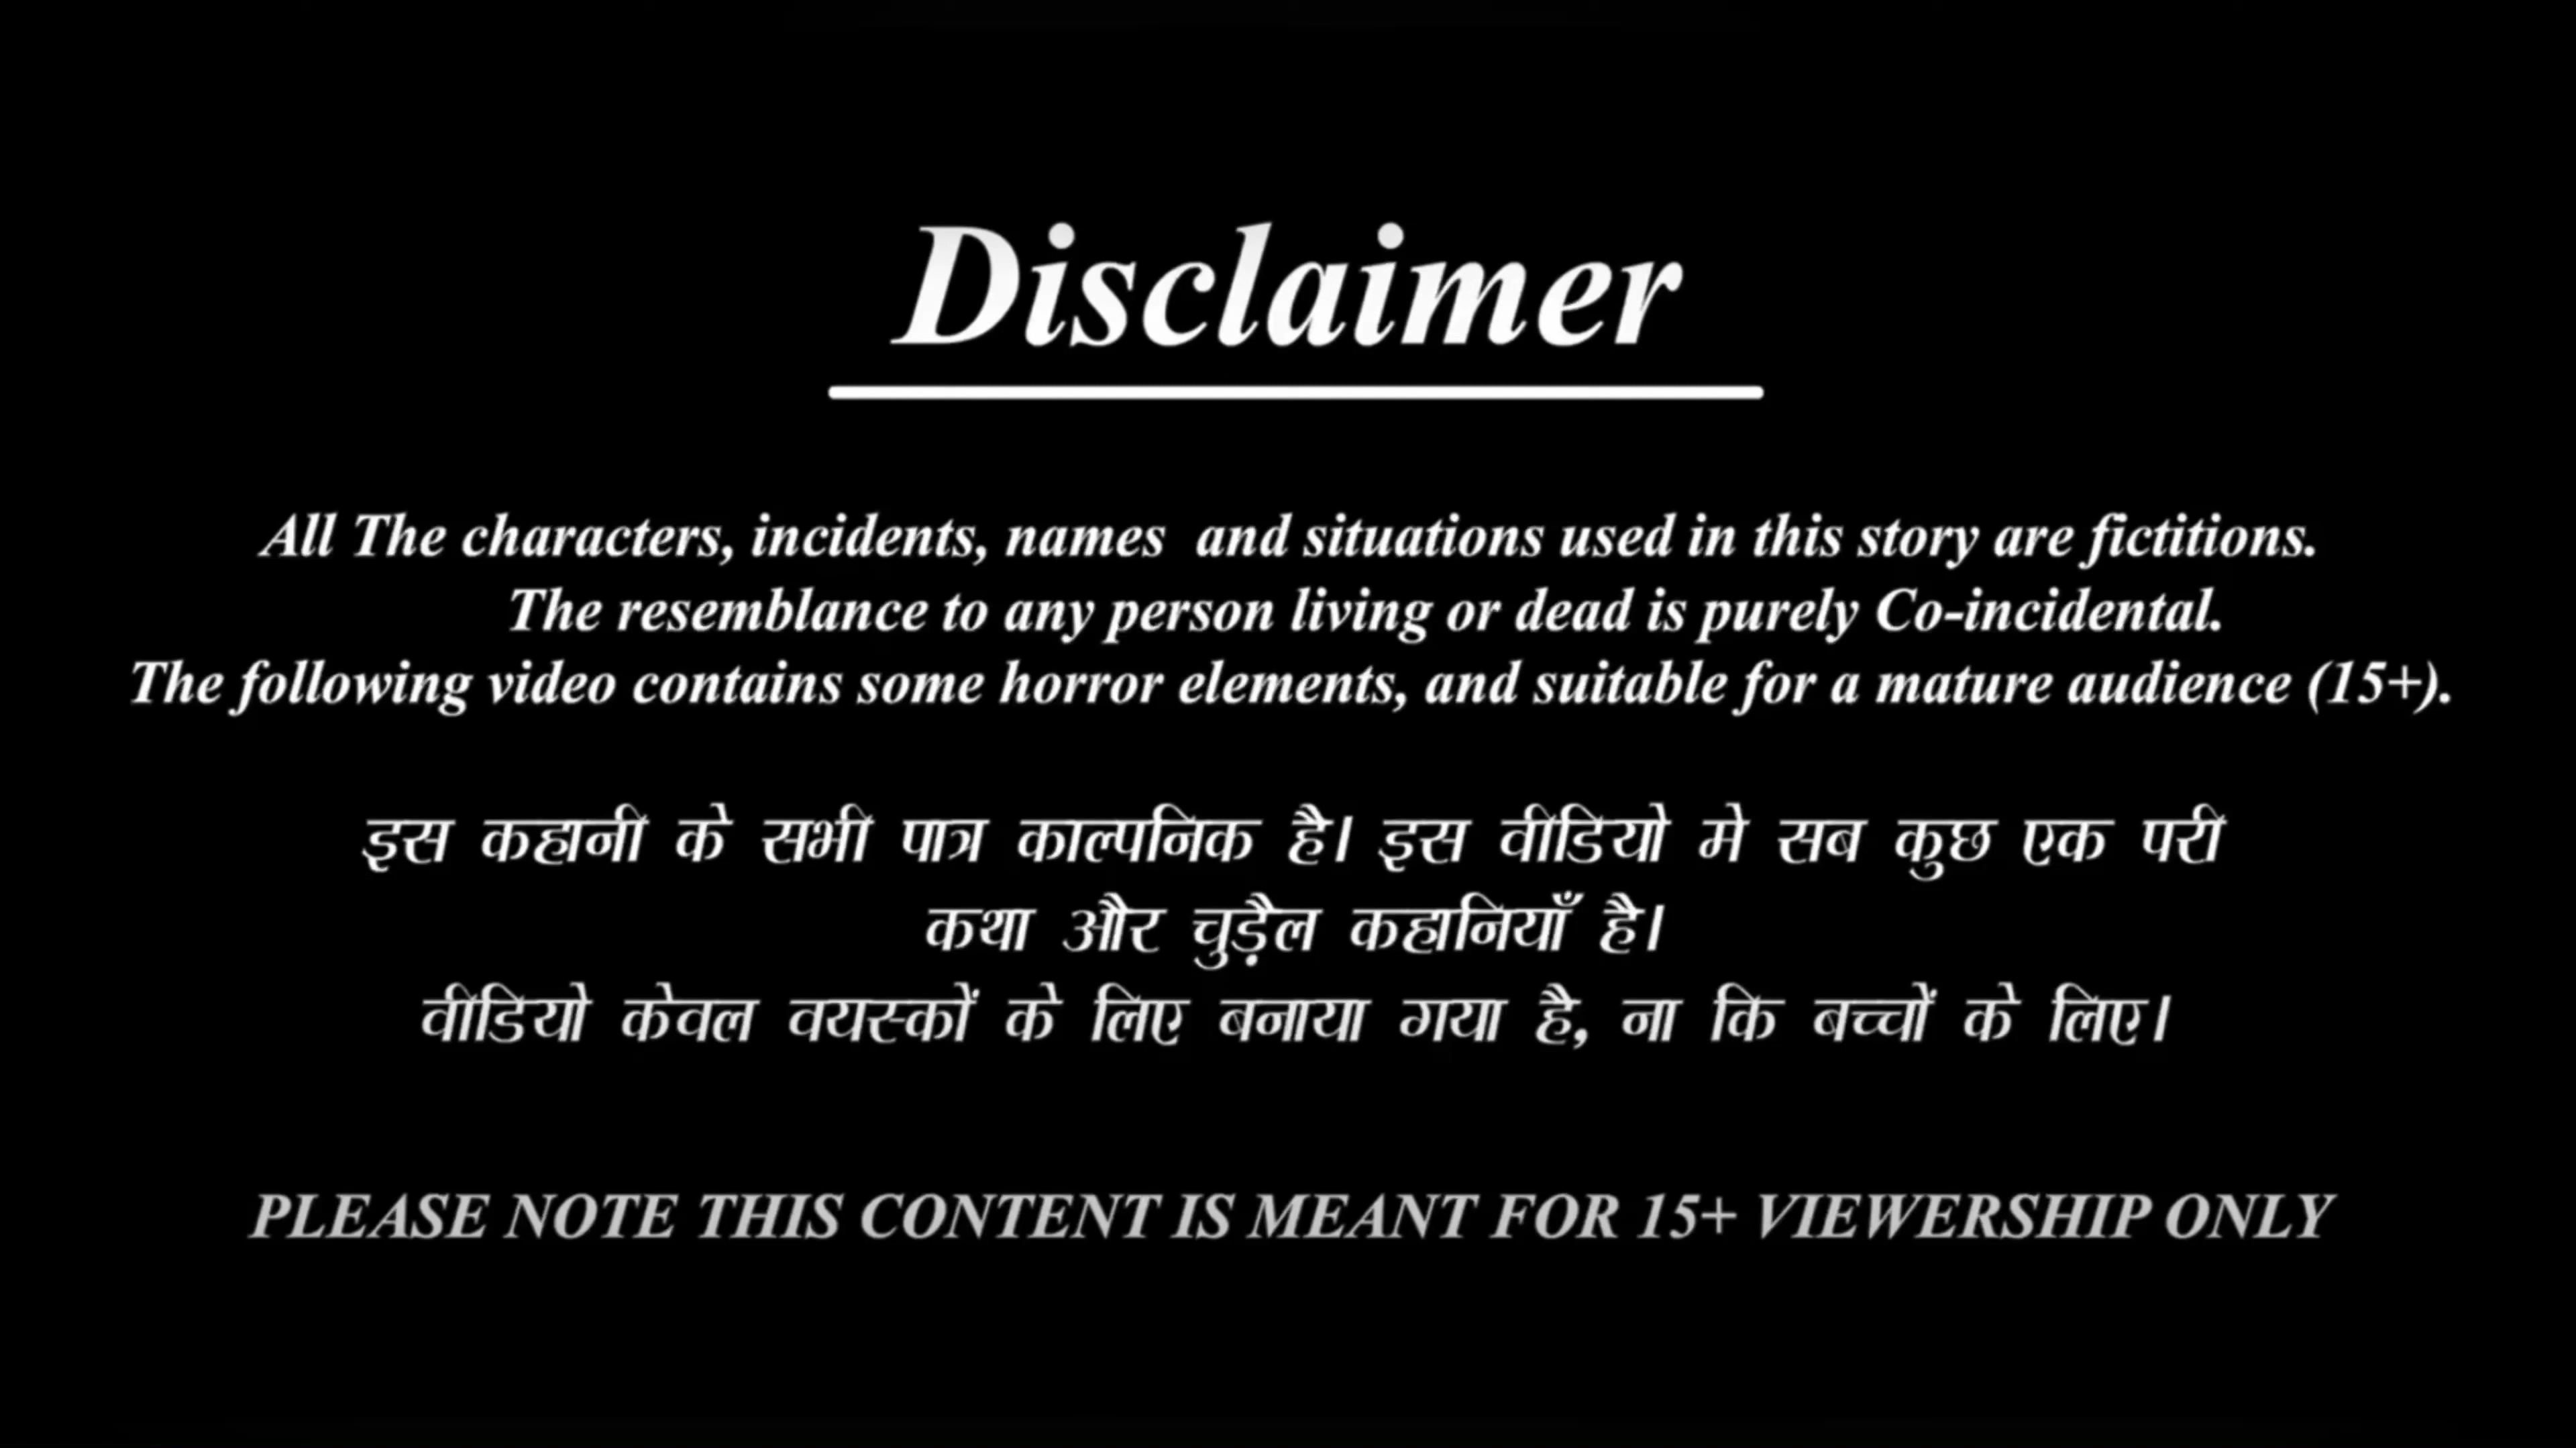 Disclaimer
All The characters, incidents, names and situations used in this story are fictitions.
The resemblance to any person living or dead is purely Co-incidental.
The following video contains some horror elements, and suitable for a mature audience (15+).
इस कहानी के सभी पात्र काल्पनिक है। इस वीडियो मे सब कुछ एक परी
कथा और चुड़ैल कहानियाँ है।
वीडियो केवल वयस्कों के लिए बनाया गया है, ना कि बच्चों के लिए।
PLEASE NOTE THIS CONTENT IS MEANT FOR 15+ VIEWERSHIP ONLY